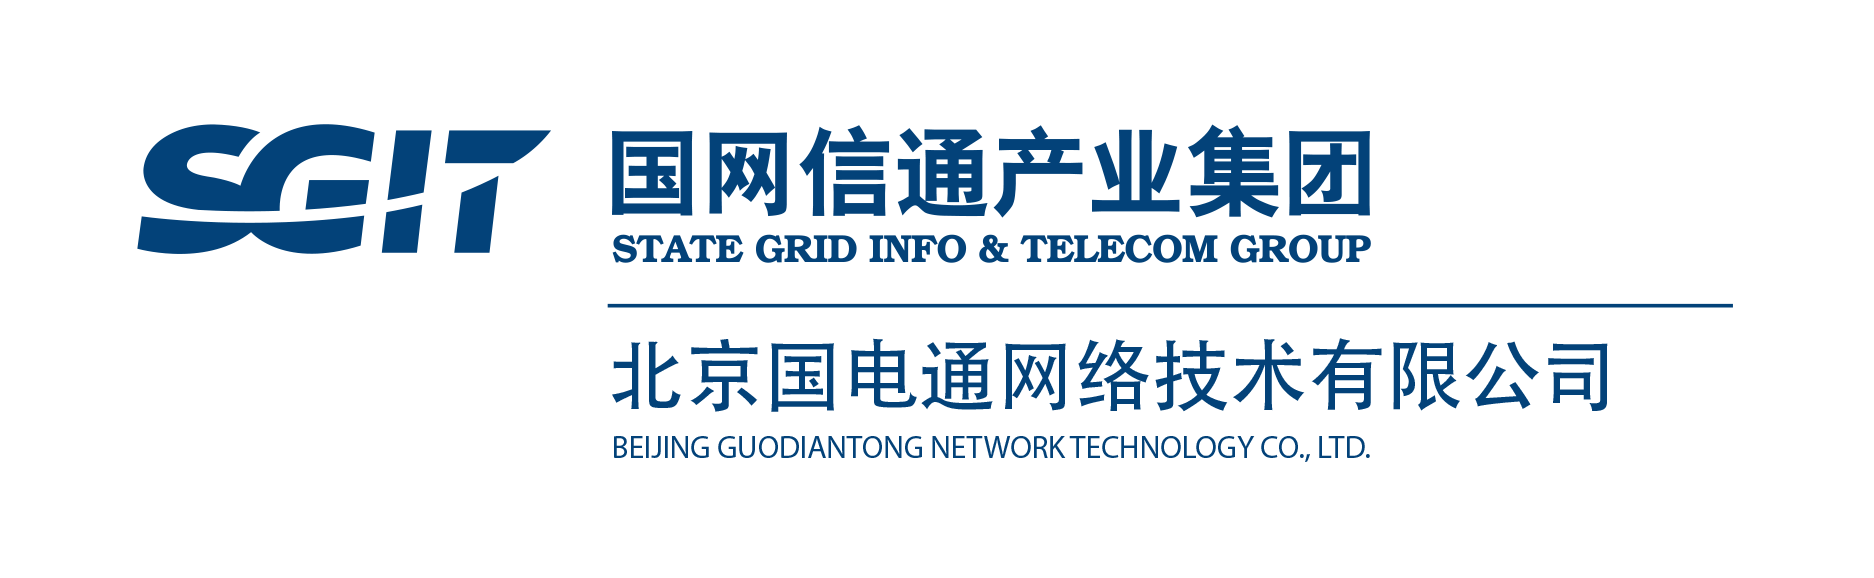 SGIT
国网信通产业集团
STATE GRID INFO & TELECOM GROUP
北京国电通网络技术有限公司
BEIJING GUODIANTONG NETWORK TECHNOLOGY CO., LTD.